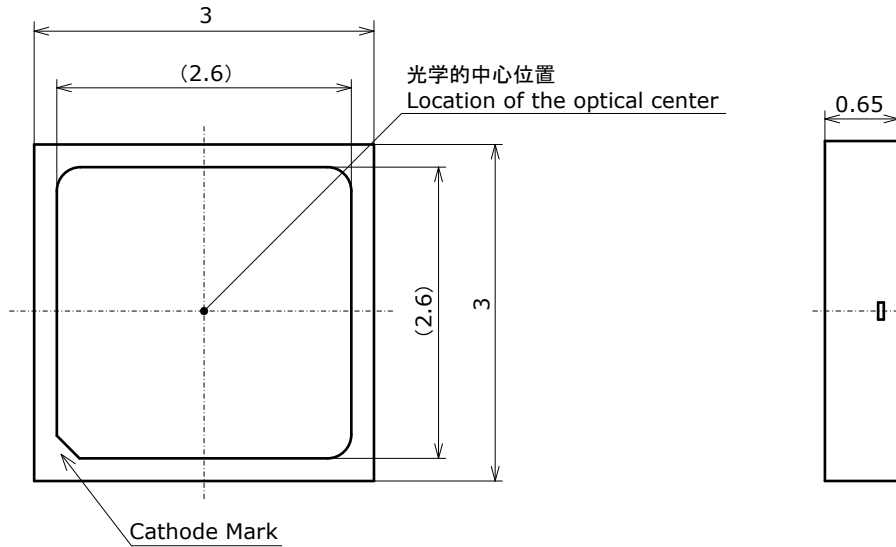 3
(2.6)
光学的中心位置
Location of the optical center
0.65
(2.6)
3
Cathode Mark